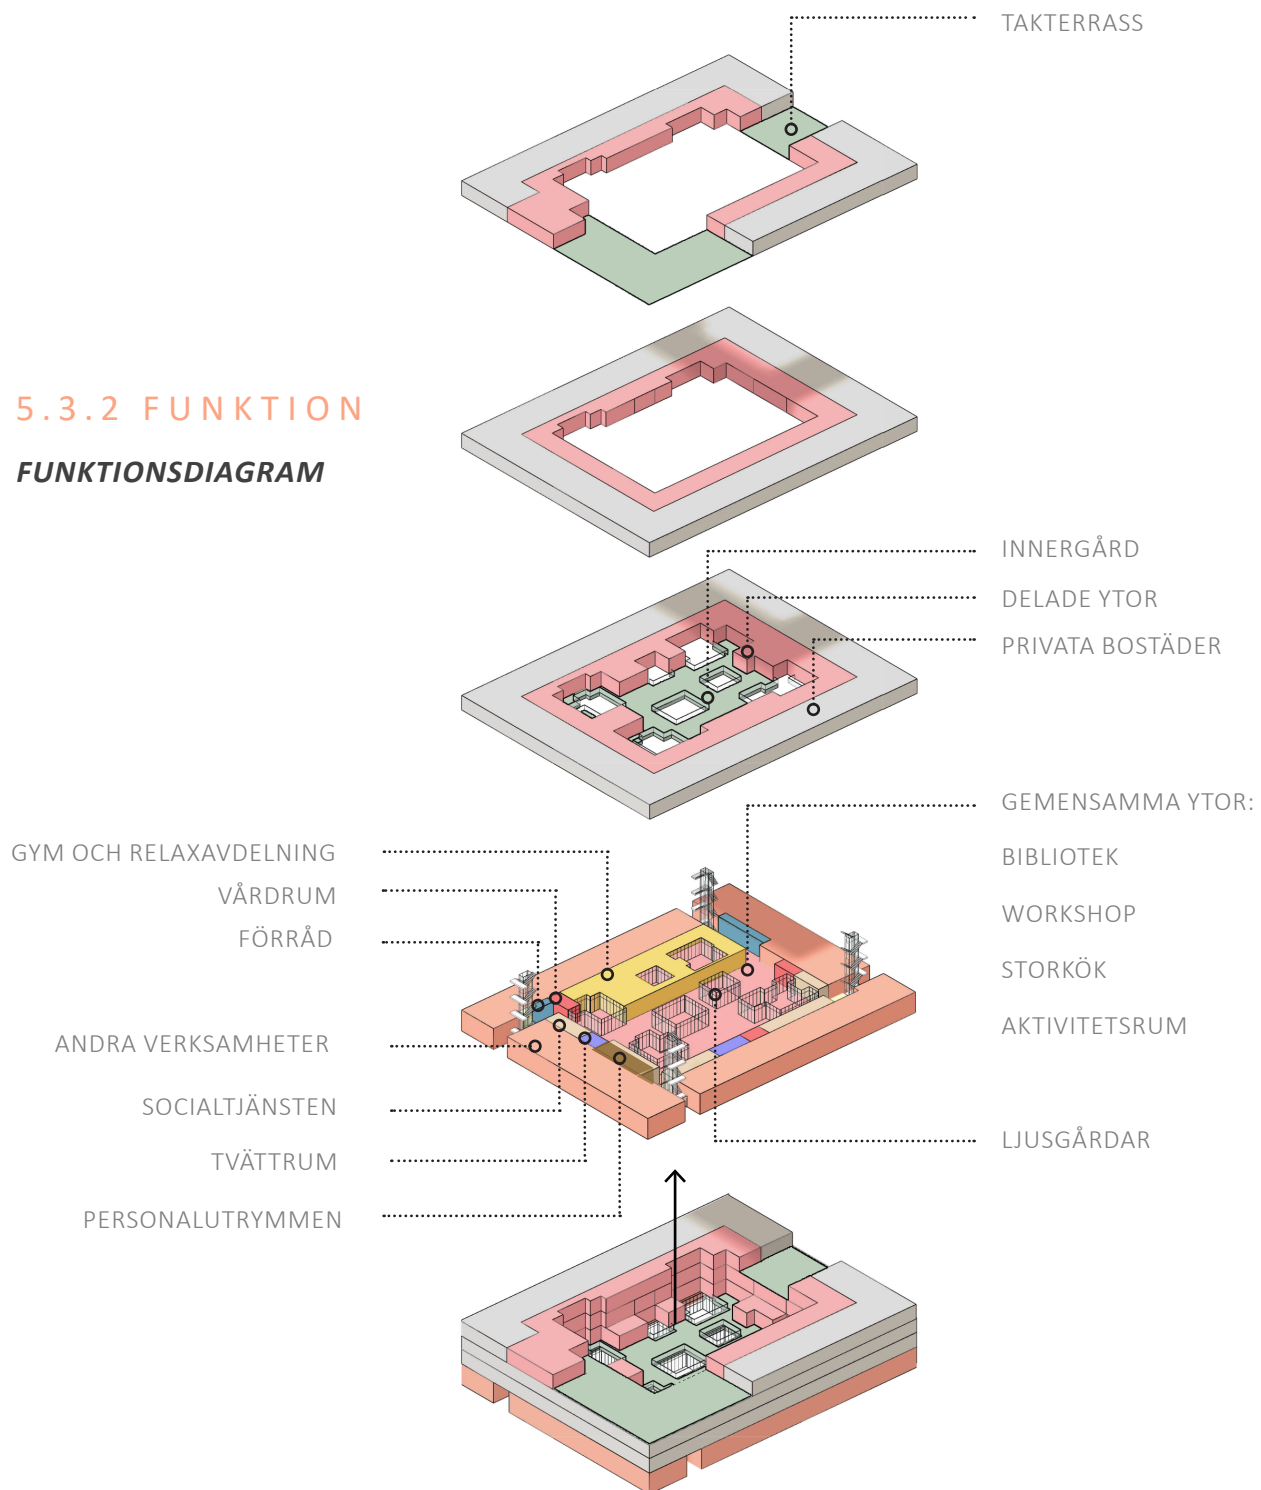 TAKTERRASS
5.3.2 FUNKTION
FUNKTIONSDIAGRAM
INNERGÅRD
DELADE YTOR
PRIVATA BOSTÄDER
GEMENSAMMA YTOR:
BIBLIOTEK
WORKSHOP
STORKÖK
AKTIVITETSRUM
GYM OCH RELAXAVDELNING
VÅRDRUM
FÖRRÅD
ANDRA VERKSAMHETER
SOCIALTJÄNSTEN
TVÄTTRUM
PERSONALUTRYMMEN
LJUSGÅRDAR